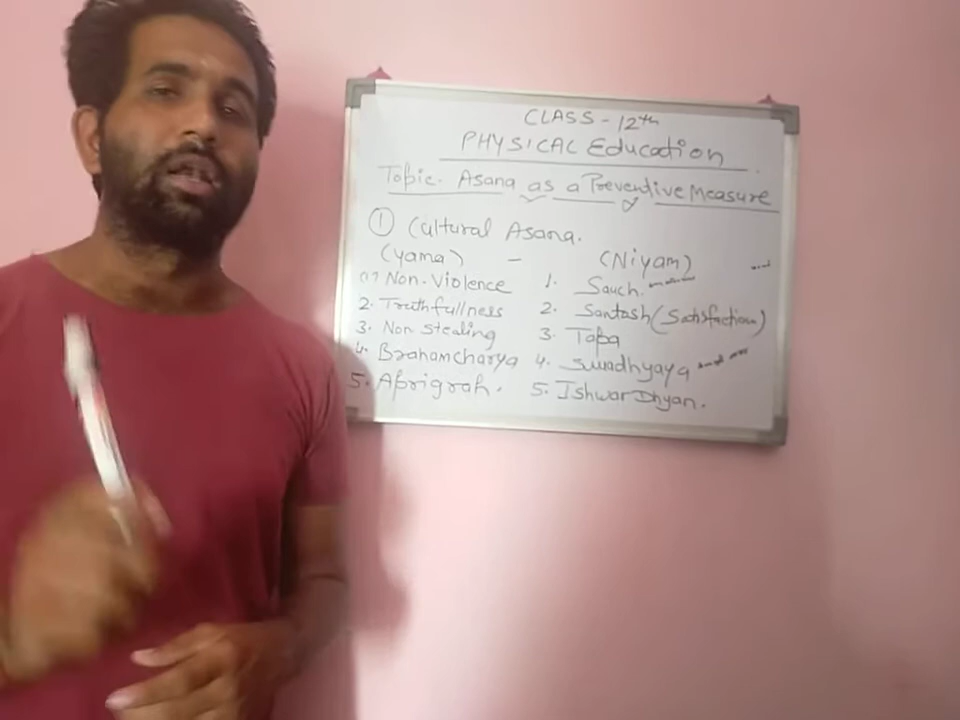 CLASS - 12th
PHYSICAL Education
Topic. Asana as a Preventive Measure
① Cultural Asana.
(yama) - (Niyam)
1. Non-Violence 1. Sauch.
2. Truthfullness 2. Santosh (Satisfaction)
3. Non stealing 3. Tapa
4. Brahamcharya 4. Swadhyaya
5. Aprigrah. 5. Ishwar Dhyan.